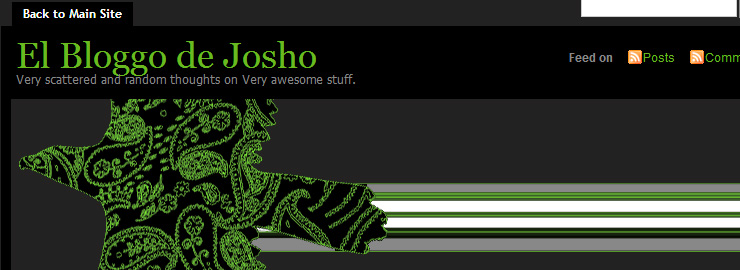 Back to Main Site
El Bloggo de Josho
Very scattered and random thoughts on Very awesome stuff.
Feed on Posts Comm